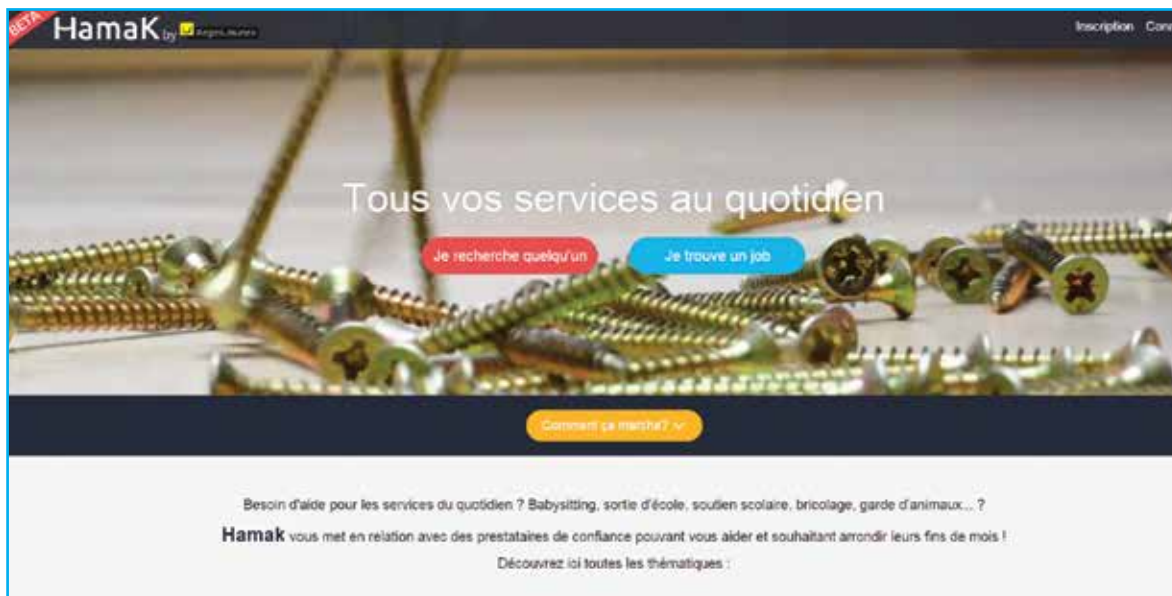 BETA
HamaK by
Inscription
Tous vos services au quotidien
Je recherche quelqu'un
Je trouve un job
Comment ça marche?
Besoin d'aide pour les services du quotidien ? Babysitting, sortie d'école, soutien scolaire, bricolage, garde d'animaux... ?
Hamak vous met en relation avec des prestataires de confiance pouvant vous aider et souhaitant arrondir leurs fins de mois !
Découvrez ici toutes les thématiques :